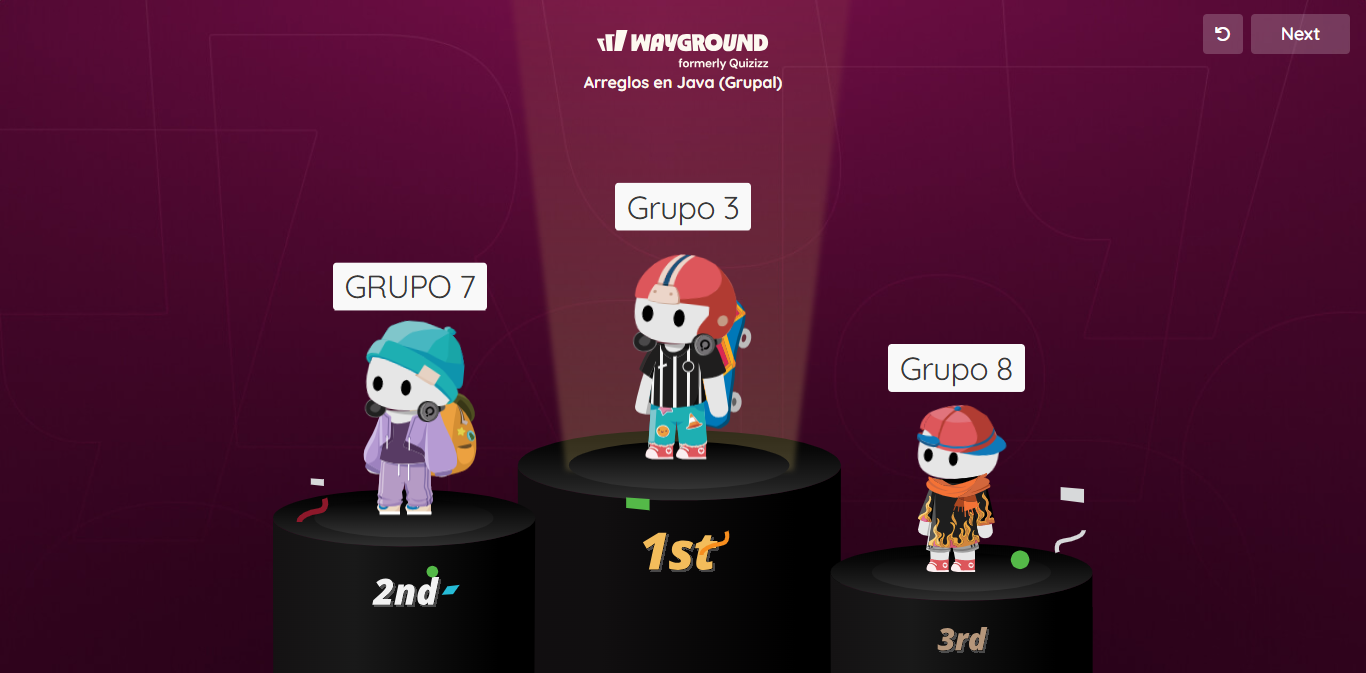 WAYGROUND
formerly Quizizz
Arreglos en Java (Grupal)
Next
Grupo 3
GRUPO 7
Grupo 8
1st
2nd
3rd